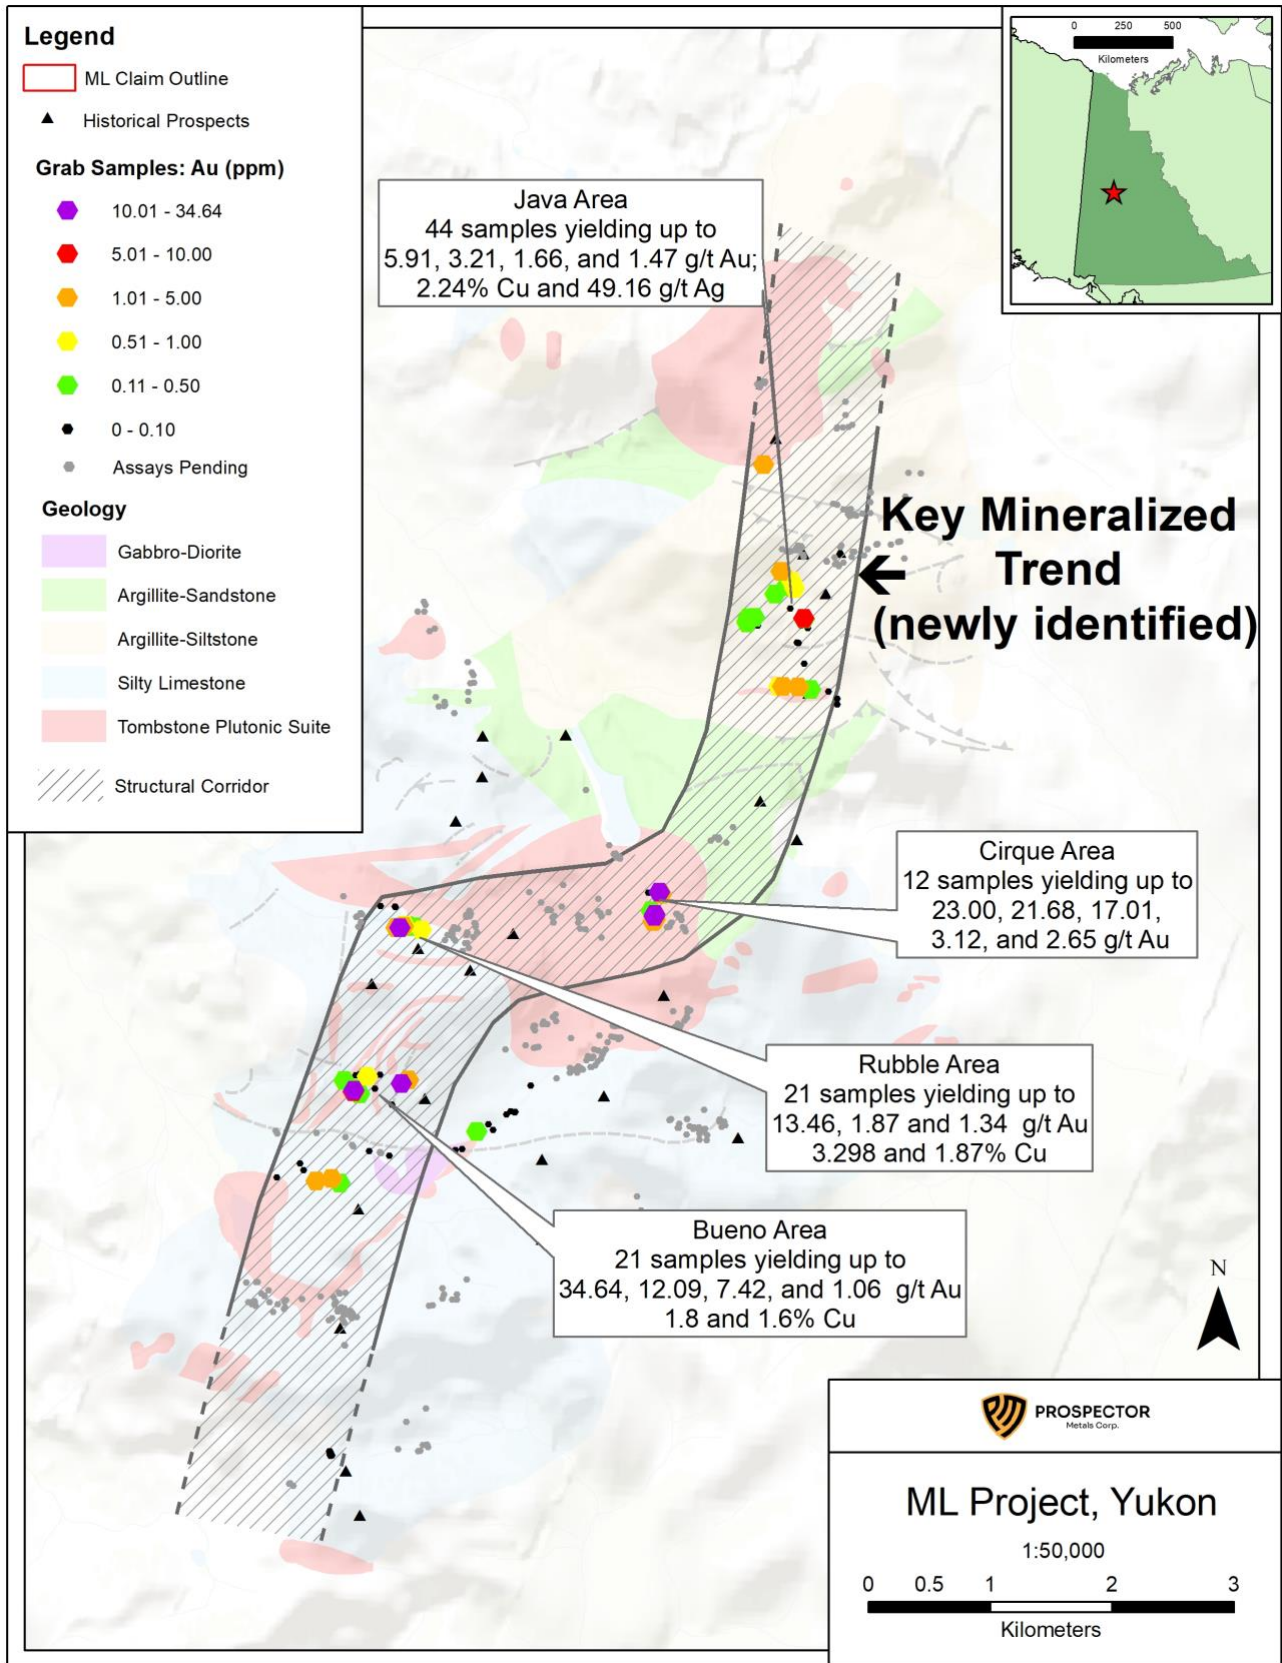 Legend
ML Claim Outline
Historical Prospects
Grab Samples: Au (ppm)
10.01 - 34.64
5.01 - 10.00
1.01 - 5.00
0.51 - 1.00
0.11 - 0.50
0 - 0.10
Assays Pending
Geology
Gabbro-Diorite
Argillite-Sandstone
Argillite-Siltstone
Silty Limestone
Tombstone Plutonic Suite
Structural Corridor
0 250 500
Kilometers
Java Area
44 samples yielding up to
5.91, 3.21, 1.66, and 1.47 g/t Au;
2.24% Cu and 49.16 g/t Ag
Key Mineralized
Trend
(newly identified)
Cirque Area
12 samples yielding up to
23.00, 21.68, 17.01,
3.12, and 2.65 g/t Au
Rubble Area
21 samples yielding up to
13.46, 1.87 and 1.34 g/t Au
3.298 and 1.87% Cu
Bueno Area
21 samples yielding up to
34.64, 12.09, 7.42, and 1.06 g/t Au
1.8 and 1.6% Cu
N
PROSPECTOR
Metals Corp.
ML Project, Yukon
1:50,000
0 0.5 1 2 3
Kilometers